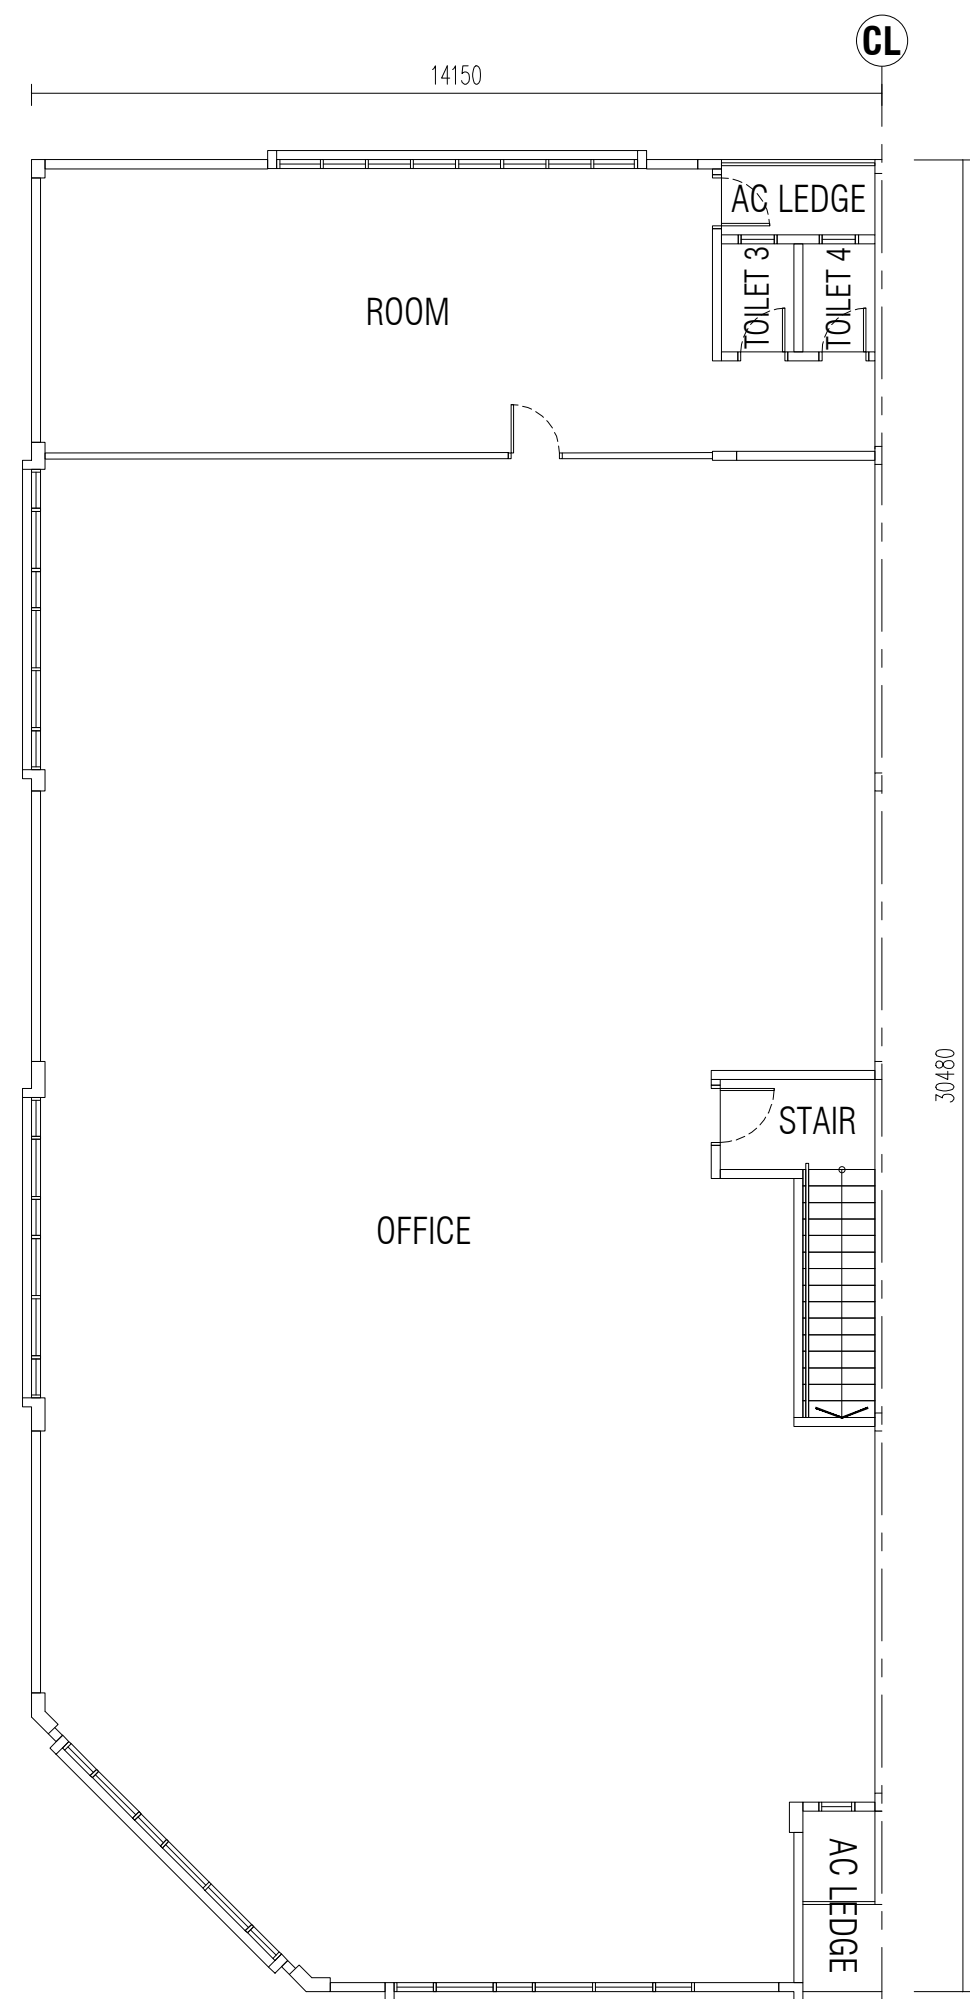 CL
14150
AC LEDGE
TOILET 3
TOILET 4
ROOM
30480
STAIR
OFFICE
AC LEDGE